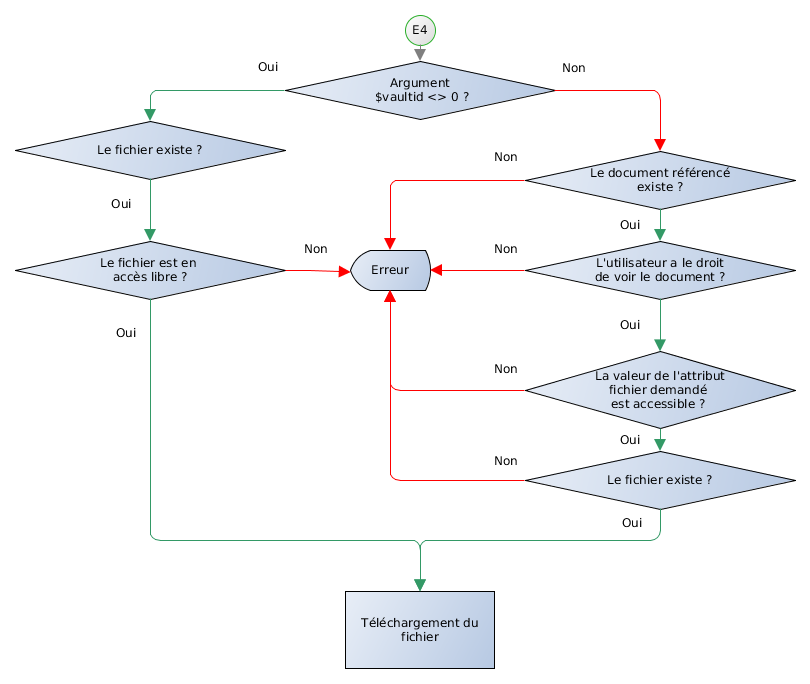 E4
Oui
Non
Argument
$vaultid <> 0 ?
Le fichier existe ?
Non
Le document référencé
existe ?
Oui
Oui
Le fichier est en
accès libre ?
Non
Erreur
Non
L'utilisateur a le droit
de voir le document ?
Oui
Oui
Non
La valeur de l'attribut
fichier demandé
est accessible ?
Oui
Non
Le fichier existe ?
Oui
Téléchargement du
fichier